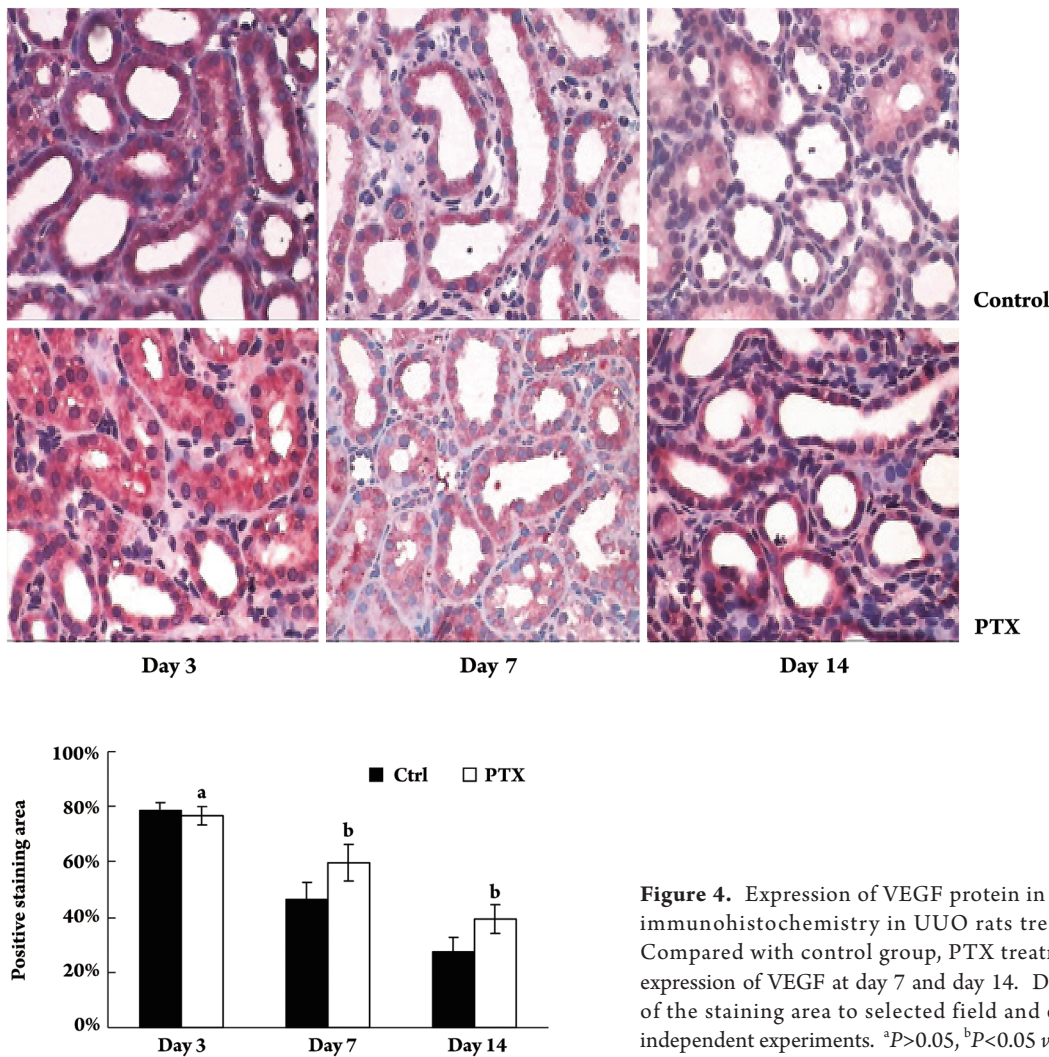 Control
PTX
Day 3 Day 7 Day 14
100%
80%
60%
40%
20%
0%
Positive staining area
Ctrl PTX
a
b
b
Day 3 Day 7 Day 14
Figure 4. Expression of VEGF protein in
immunohistochemistry in UUO rats tre
Compared with control group, PTX treatm
expression of VEGF at day 7 and day 14. D
of the staining area to selected field and
independent experiments. ᵃP>0.05, ᵇP<0.05 v